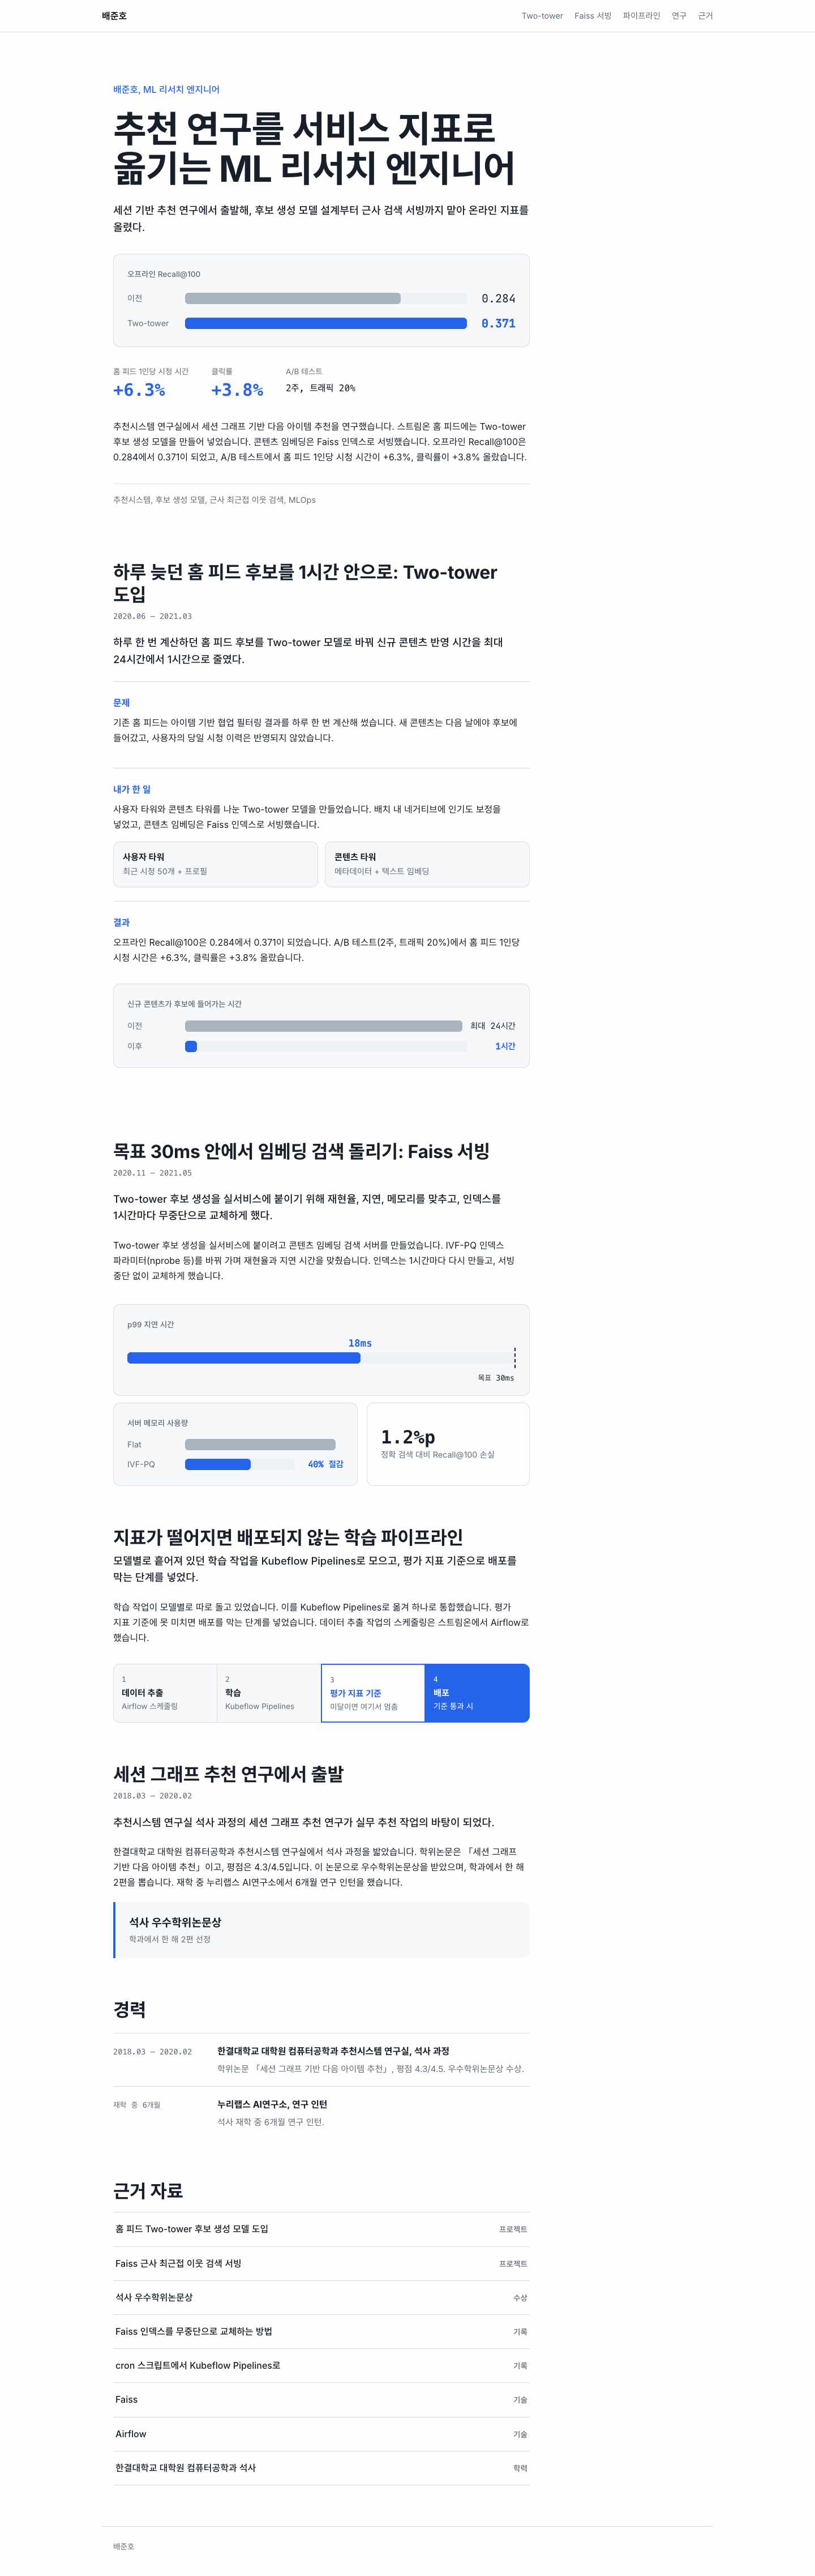 배준호
Two-tower Faiss 서빙 파이프라인 연구 근거
배준호, ML 리서치 엔지니어
추천 연구를 서비스 지표로
옮기는 ML 리서치 엔지니어
세션 기반 추천 연구에서 출발해, 후보 생성 모델 설계부터 근사 검색 서빙까지 맡아 온라인 지표를
올렸다.
오프라인 Recall@100
이전 0.284
Two-tower 0.371
홈 피드 1인당 시청 시간 클릭률 A/B 테스트
+6.3% +3.8% 2주, 트래픽 20%
추천시스템 연구실에서 세션 그래프 기반 다음 아이템 추천을 연구했습니다. 스트림온 홈 피드에는 Two-tower
후보 생성 모델을 만들어 넣었습니다. 콘텐츠 임베딩은 Faiss 인덱스로 서빙했습니다. 오프라인 Recall@100은
0.284에서 0.371이 되었고, A/B 테스트에서 홈 피드 1인당 시청 시간이 +6.3%, 클릭률이 +3.8% 올랐습니다.
추천시스템, 후보 생성 모델, 근사 최근접 이웃 검색, MLOps
하루 늦던 홈 피드 후보를 1시간 안으로: Two-tower
도입
2020.06 – 2021.03
하루 한 번 계산하던 홈 피드 후보를 Two-tower 모델로 바꿔 신규 콘텐츠 반영 시간을 최대
24시간에서 1시간으로 줄였다.
문제
기존 홈 피드는 아이템 기반 협업 필터링 결과를 하루 한 번 계산해 썼습니다. 새 콘텐츠는 다음 날에야 후보에
들어갔고, 사용자의 당일 시청 이력은 반영되지 않았습니다.
내가 한 일
사용자 타워와 콘텐츠 타워를 나눈 Two-tower 모델을 만들었습니다. 배치 내 네거티브에 인기도 보정을
넣었고, 콘텐츠 임베딩은 Faiss 인덱스로 서빙했습니다.
사용자 타워 콘텐츠 타워
최근 시청 50개 + 프로필 메타데이터 + 텍스트 임베딩
결과
오프라인 Recall@100은 0.284에서 0.371이 되었습니다. A/B 테스트(2주, 트래픽 20%)에서 홈 피드 1인당
시청 시간은 +6.3%, 클릭률은 +3.8% 올랐습니다.
신규 콘텐츠가 후보에 들어가는 시간
이전 최대 24시간
이후 1시간
목표 30ms 안에서 임베딩 검색 돌리기: Faiss 서빙
2020.11 – 2021.05
Two-tower 후보 생성을 실서비스에 붙이기 위해 재현율, 지연, 메모리를 맞추고, 인덱스를
1시간마다 무중단으로 교체하게 했다.
Two-tower 후보 생성을 실서비스에 붙이려고 콘텐츠 임베딩 검색 서버를 만들었습니다. IVF-PQ 인덱스
파라미터(nprobe 등)를 바꿔 가며 재현율과 지연 시간을 맞췄습니다. 인덱스는 1시간마다 다시 만들고, 서빙
중단 없이 교체하게 했습니다.
p99 지연 시간
18ms
목표 30ms
서버 메모리 사용량
Flat
IVF-PQ 40% 절감
1.2%p
정확 검색 대비 Recall@100 손실
지표가 떨어지면 배포되지 않는 학습 파이프라인
모델별로 흩어져 있던 학습 작업을 Kubeflow Pipelines로 모으고, 평가 지표 기준으로 배포를
막는 단계를 넣었다.
학습 작업이 모델별로 따로 돌고 있었습니다. 이를 Kubeflow Pipelines로 옮겨 하나로 통합했습니다. 평가
지표 기준에 못 미치면 배포를 막는 단계를 넣었습니다. 데이터 추출 작업의 스케줄링은 스트림온에서 Airflow로
했습니다.
1 2 3 4
데이터 추출 학습 평가 지표 기준 배포
Airflow 스케줄링 Kubeflow Pipelines 미달이면 여기서 멈춤 기준 통과 시
세션 그래프 추천 연구에서 출발
2018.03 – 2020.02
추천시스템 연구실 석사 과정의 세션 그래프 추천 연구가 실무 추천 작업의 바탕이 되었다.
한결대학교 대학원 컴퓨터공학과 추천시스템 연구실에서 석사 과정을 밟았습니다. 학위논문은 「세션 그래프
기반 다음 아이템 추천」이고, 평점은 4.3/4.5입니다. 이 논문으로 우수학위논문상을 받았으며, 학과에서 한 해
2편을 뽑습니다. 재학 중 누리랩스 AI연구소에서 6개월 연구 인턴을 했습니다.
석사 우수학위논문상
학과에서 한 해 2편 선정
경력
2018.03 – 2020.02 한결대학교 대학원 컴퓨터공학과 추천시스템 연구실, 석사 과정
학위논문 「세션 그래프 기반 다음 아이템 추천」, 평점 4.3/4.5. 우수학위논문상 수상.
재학 중 6개월 누리랩스 AI연구소, 연구 인턴
석사 재학 중 6개월 연구 인턴.
근거 자료
홈 피드 Two-tower 후보 생성 모델 도입 프로젝트
Faiss 근사 최근접 이웃 검색 서빙 프로젝트
석사 우수학위논문상 수상
Faiss 인덱스를 무중단으로 교체하는 방법 기록
cron 스크립트에서 Kubeflow Pipelines로 기록
Faiss 기술
Airflow 기술
한결대학교 대학원 컴퓨터공학과 석사 학력
배준호